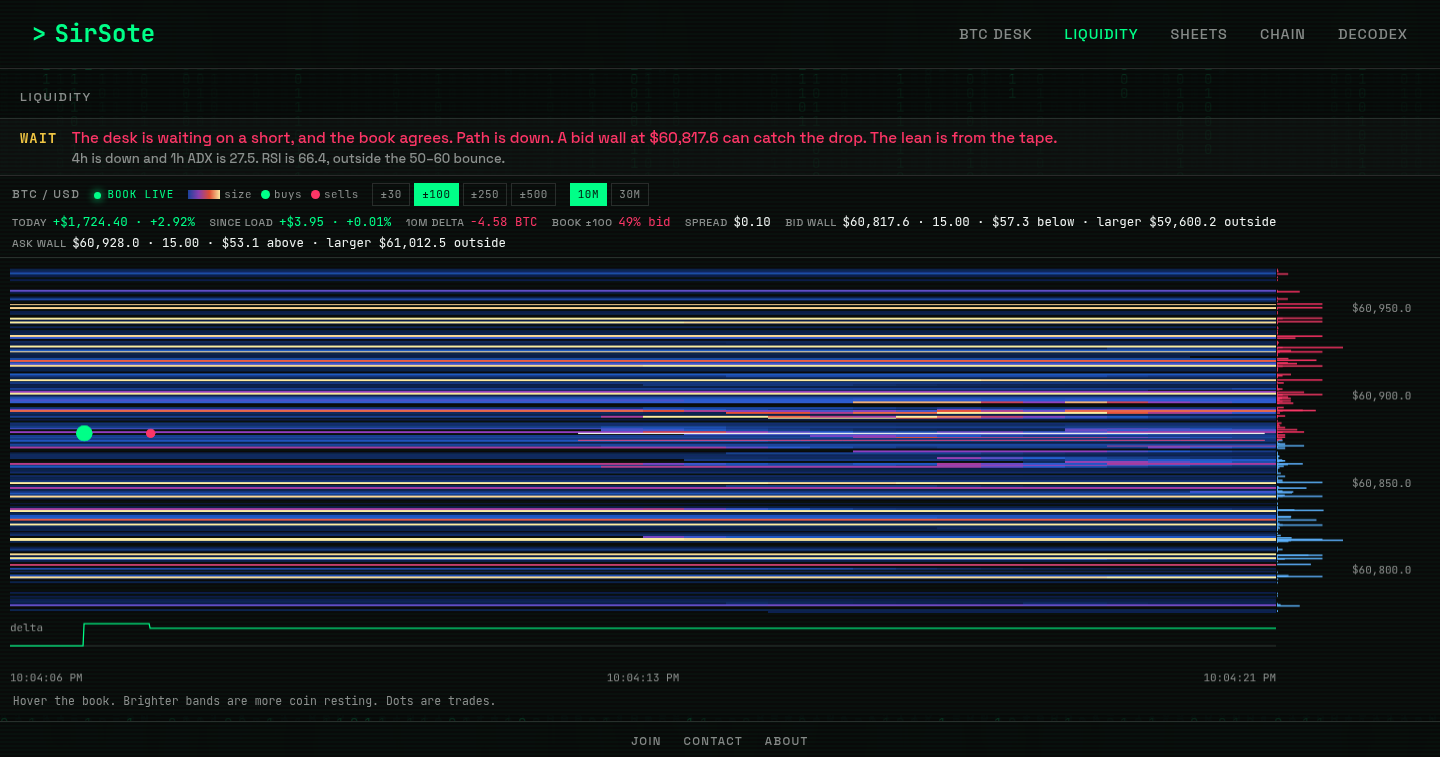 > SirSote
BTC DESK LIQUIDITY SHEETS CHAIN DECODEX
LIQUIDITY
WAIT The desk is waiting on a short, and the book agrees. Path is down. A bid wall at $60,817.6 can catch the drop. The lean is from the tape.
4h is down and 1h ADX is 27.5. RSI is 66.4, outside the 50–60 bounce.
BTC / USD BOOK LIVE size buys sells ±30 ±100 ±250 ±500 10M 30M
TODAY +$1,724.40 · +2.92% SINCE LOAD +$3.95 · +0.01% 10M DELTA -4.58 BTC BOOK ±100 49% bid SPREAD $0.10 BID WALL $60,817.6 · 15.00 · $57.3 below · larger $59,600.2 outside
ASK WALL $60,928.0 · 15.00 · $53.1 above · larger $61,012.5 outside
$60,950.0
$60,900.0
$60,850.0
$60,800.0
delta
10:04:06 PM 10:04:13 PM 10:04:21 PM
Hover the book. Brighter bands are more coin resting. Dots are trades.
JOIN CONTACT ABOUT